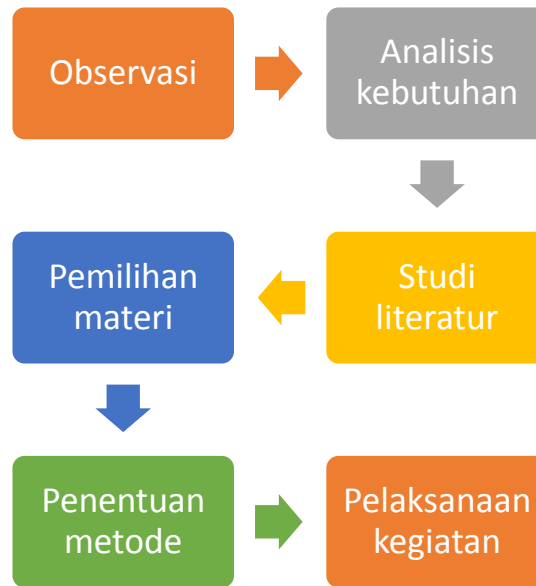 Observasi
Analisis
kebutuhan
Studi
literatur
Pemilihan
materi
Penentuan
metode
Pelaksanaan
kegiatan